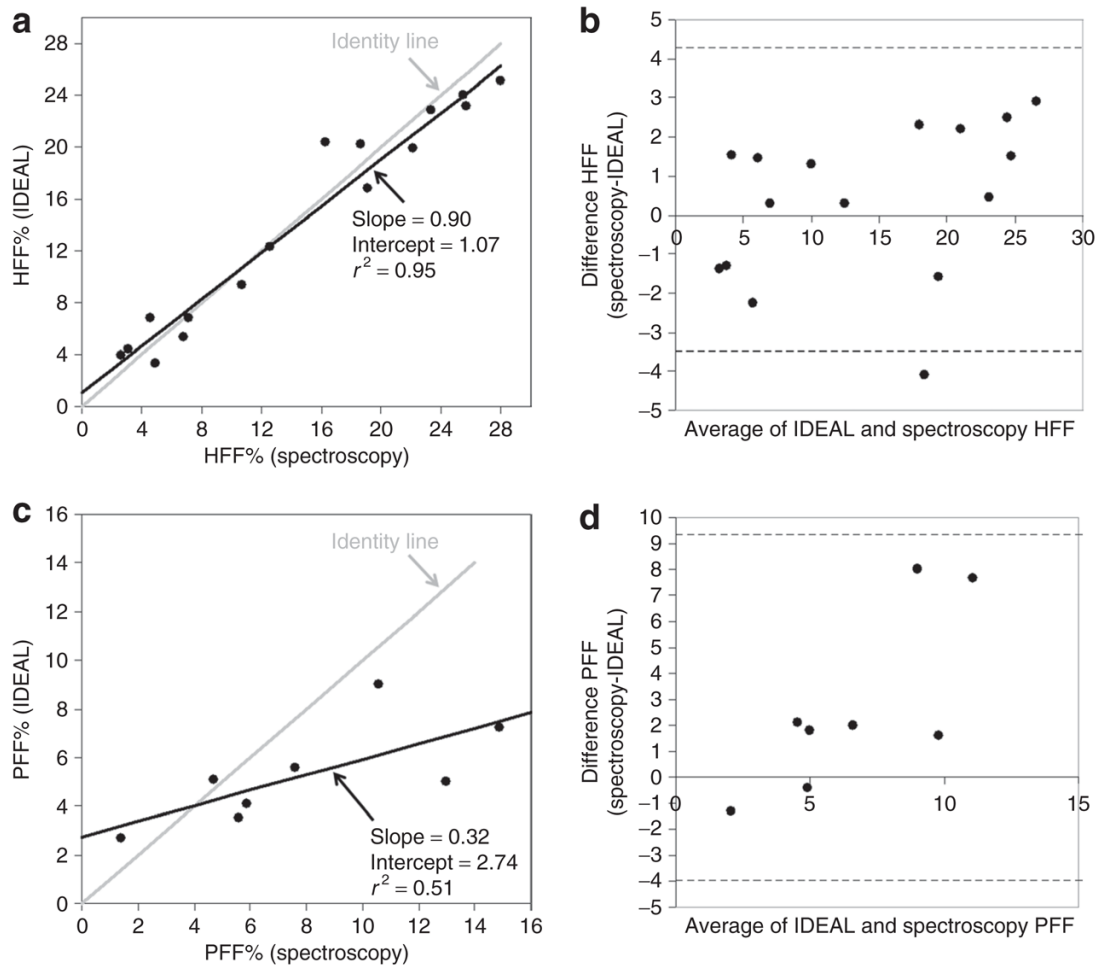 a
HFF% (IDEAL)
28
24
20
16
12
8
4
0
Identity line
Slope = 0.90
Intercept = 1.07
r² = 0.95
0 4 8 12 16 20 24 28
HFF% (spectroscopy)
b
Difference HFF
(spectroscopy-IDEAL)
5
4
3
2
1
0
0 5 10 15 20 25 30
−1
−2
−3
−4
−5
Average of IDEAL and spectroscopy HFF
c
PFF% (IDEAL)
16
14
12
10
8
6
4
2
0
Identity line
Slope = 0.32
Intercept = 2.74
r² = 0.51
0 2 4 6 8 10 12 14 16
PFF% (spectroscopy)
d
Difference PFF
(spectroscopy-IDEAL)
10
9
8
7
6
5
4
3
2
1
0
−1
0 5 10 15
−2
−3
−4
−5
Average of IDEAL and spectroscopy PFF